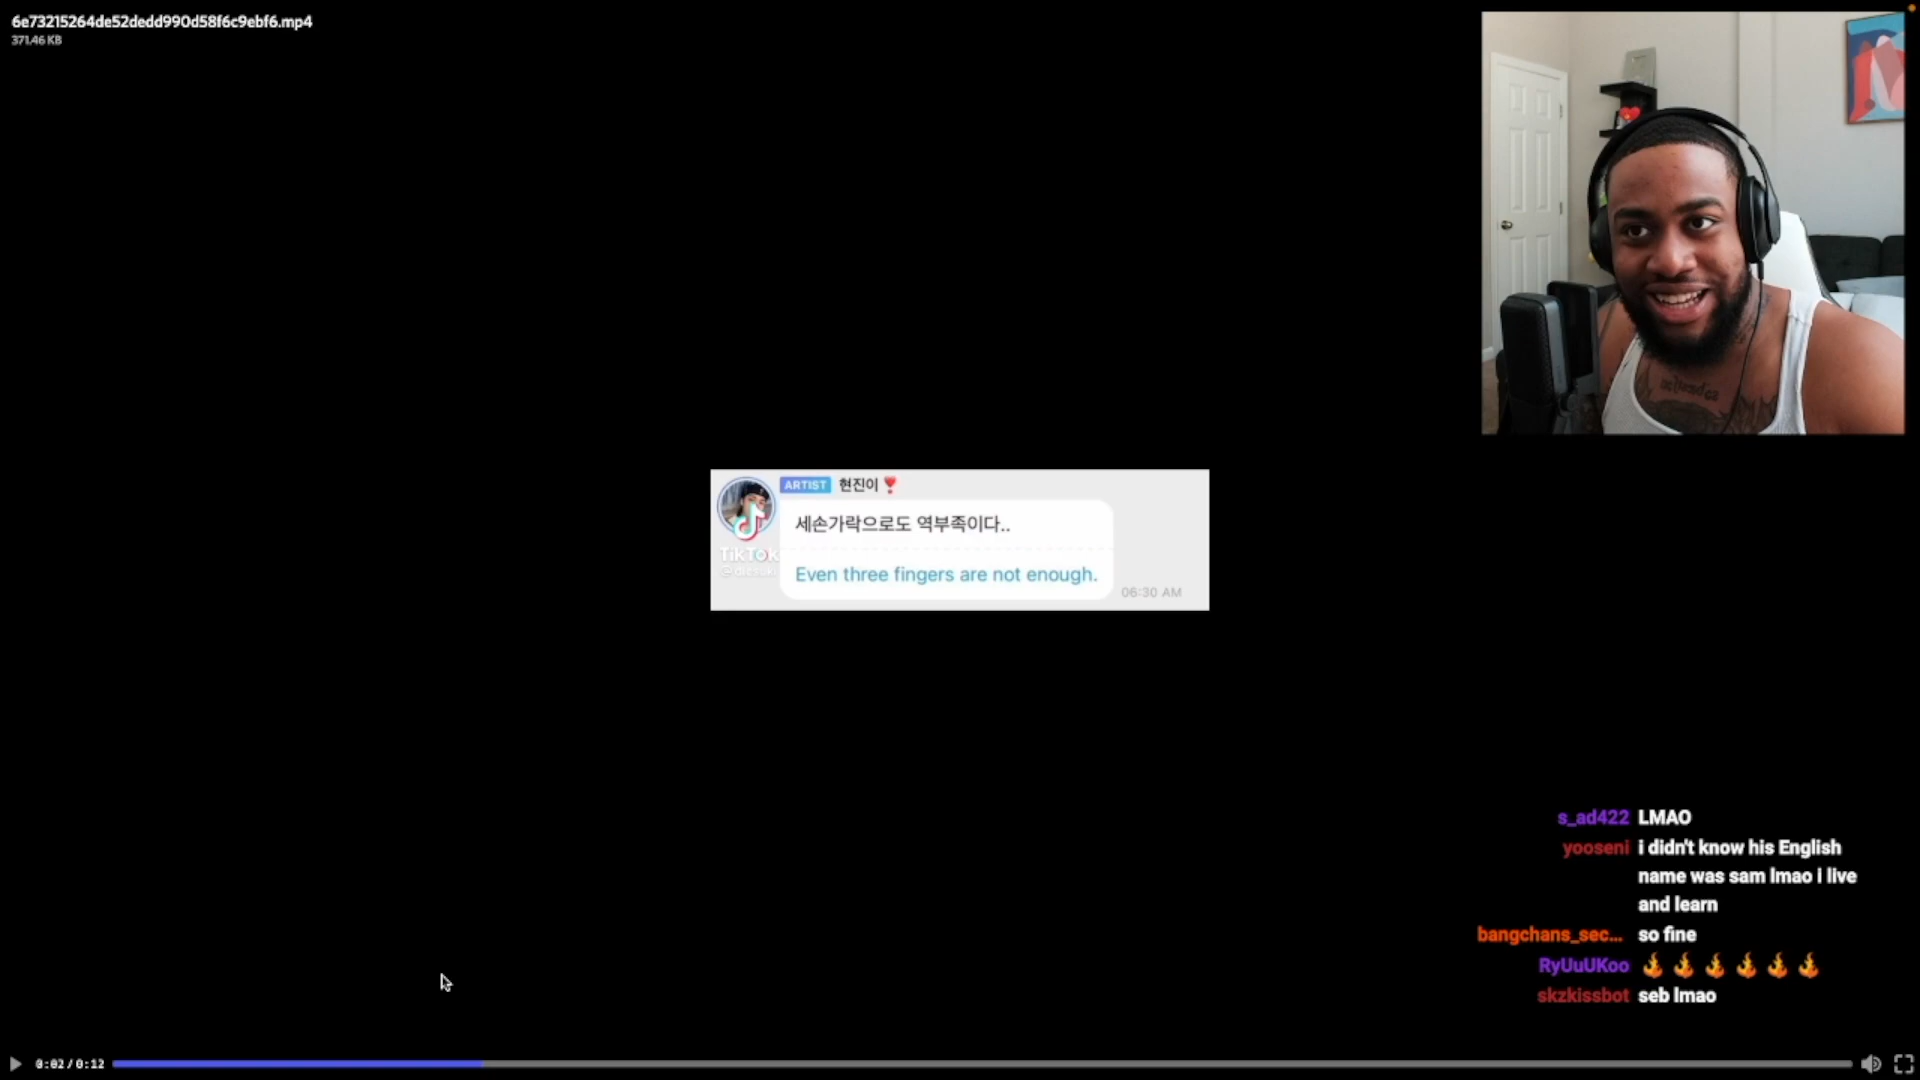 6e73215264de52dedd990d58f6c9ebf6.mp4
371.46 KB
ARTIST 현진이
세손가락으로도 역부족이다..
TikTok
Even three fingers are not enough.
06:30 AM
s_ad422 LMAO
yooseni i didn't know his English
name was sam lmao i live
and learn
bangchans_sec... so fine
RyUuUKoo
skzkissbot seb lmao
0:02/0:12